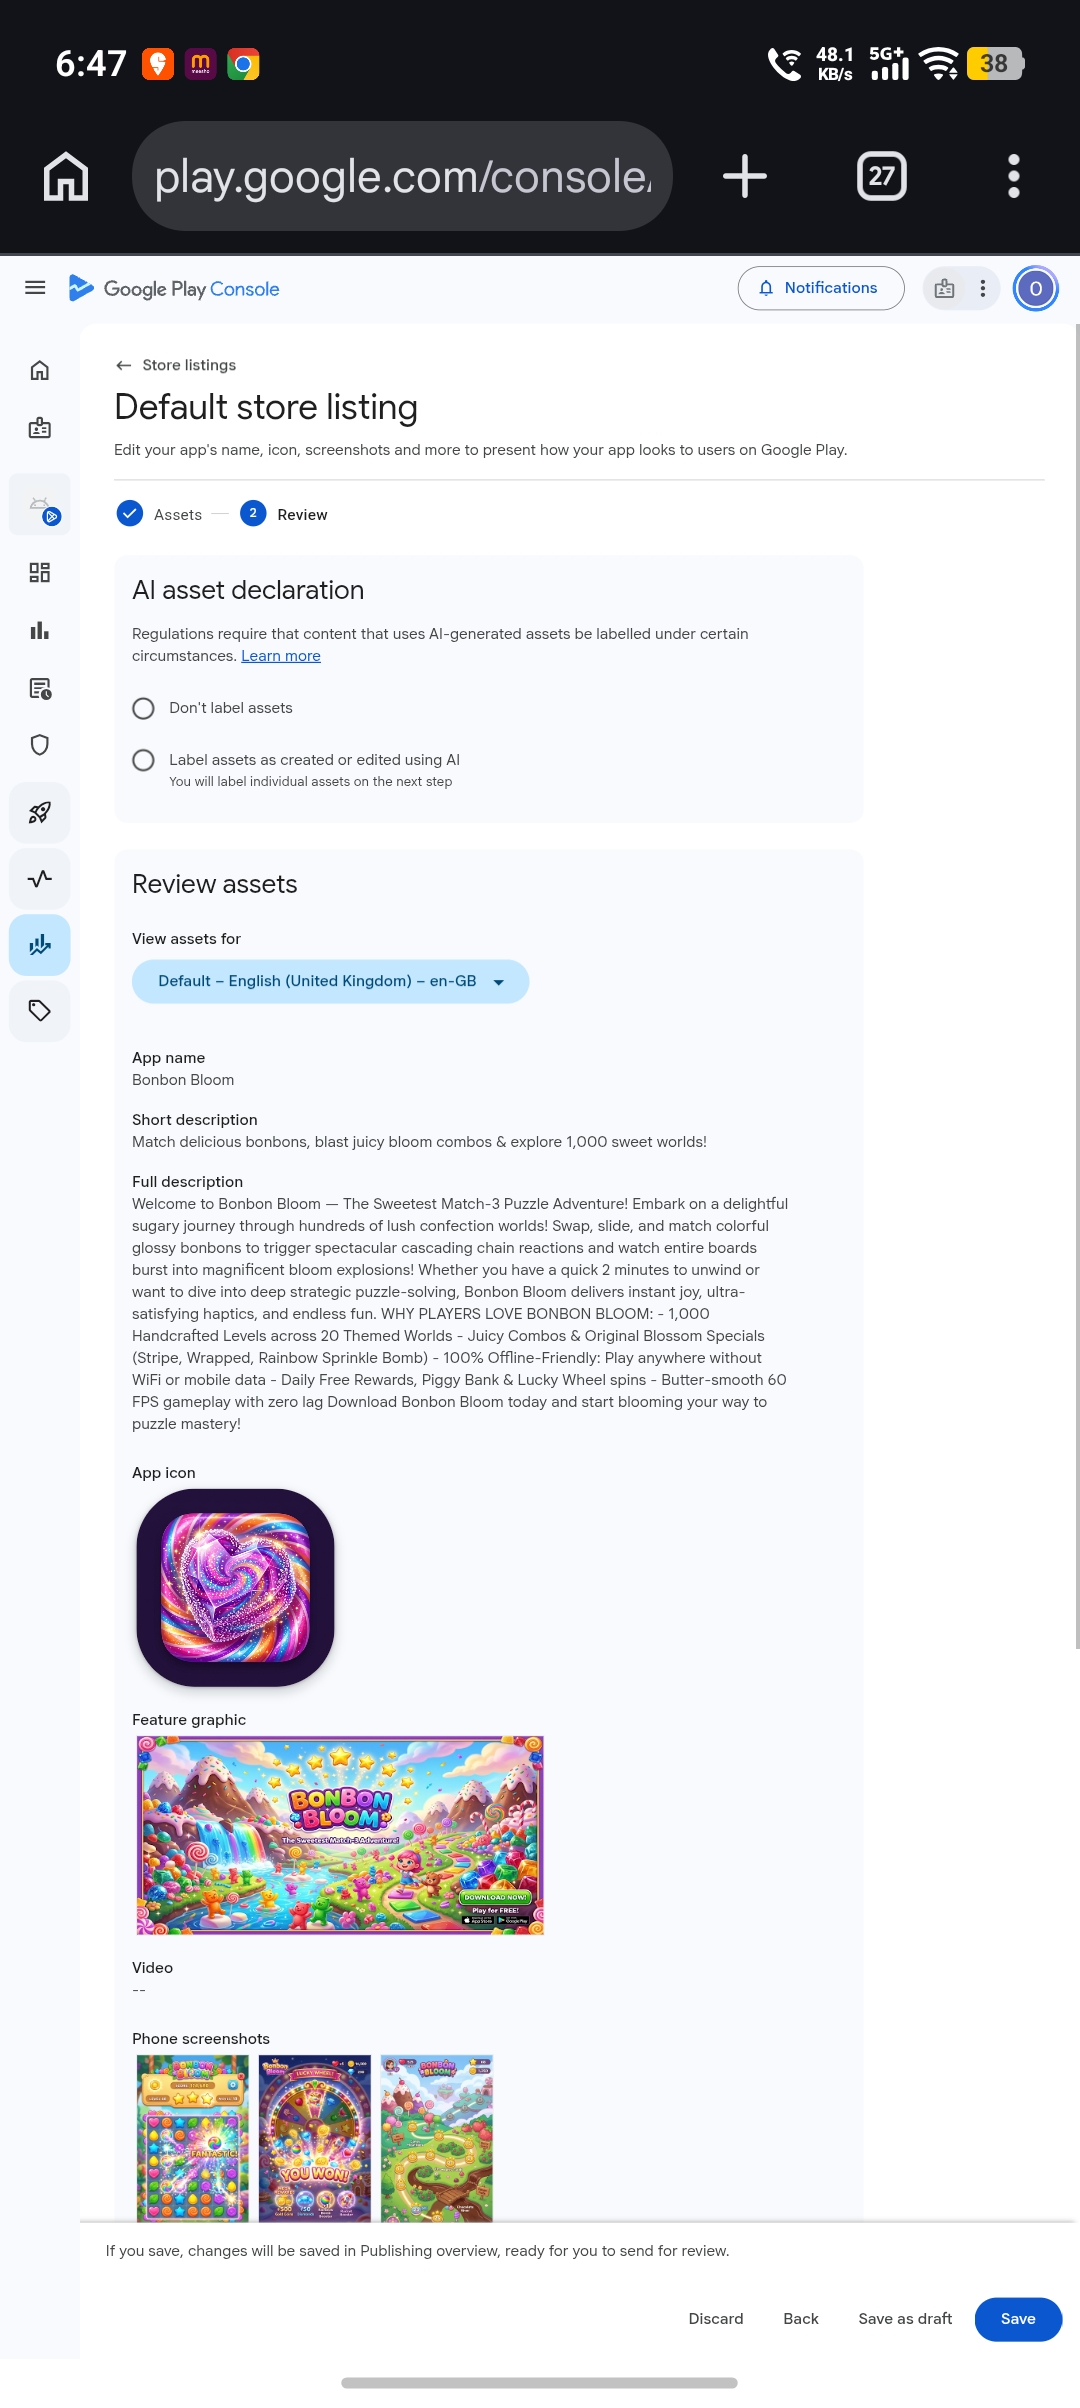 6:47
48.1
KB/s
5G+
38
play.google.com/console/
27
Google Play Console
Notifications
O
Store listings
Default store listing
Edit your app's name, icon, screenshots and more to present how your app looks to users on Google Play.
Assets
2
Review
AI asset declaration
Regulations require that content that uses AI-generated assets be labelled under certain
circumstances. Learn more
Don't label assets
Label assets as created or edited using AI
You will label individual assets on the next step
Review assets
View assets for
Default – English (United Kingdom) – en-GB
App name
Bonbon Bloom
Short description
Match delicious bonbons, blast juicy bloom combos & explore 1,000 sweet worlds!
Full description
Welcome to Bonbon Bloom — The Sweetest Match-3 Puzzle Adventure! Embark on a delightful
sugary journey through hundreds of lush confection worlds! Swap, slide, and match colorful
glossy bonbons to trigger spectacular cascading chain reactions and watch entire boards
burst into magnificent bloom explosions! Whether you have a quick 2 minutes to unwind or
want to dive into deep strategic puzzle-solving, Bonbon Bloom delivers instant joy, ultra-
satisfying haptics, and endless fun. WHY PLAYERS LOVE BONBON BLOOM: - 1,000
Handcrafted Levels across 20 Themed Worlds - Juicy Combos & Original Blossom Specials
(Stripe, Wrapped, Rainbow Sprinkle Bomb) - 100% Offline-Friendly: Play anywhere without
WiFi or mobile data - Daily Free Rewards, Piggy Bank & Lucky Wheel spins - Butter-smooth 60
FPS gameplay with zero lag Download Bonbon Bloom today and start blooming your way to
puzzle mastery!
App icon
Feature graphic
BONBON
BLOOM
The Sweetest Match-3 Adventure!
DOWNLOAD NOW!
Play for FREE!
App Store
Google Play
Video
--
Phone screenshots
BONBON
BLOOM
FANTASTIC!
Bonbon
Bloom
LUCKY WHEEL
YOU WON!
BONBON
BLOOM
If you save, changes will be saved in Publishing overview, ready for you to send for review.
Discard
Back
Save as draft
Save